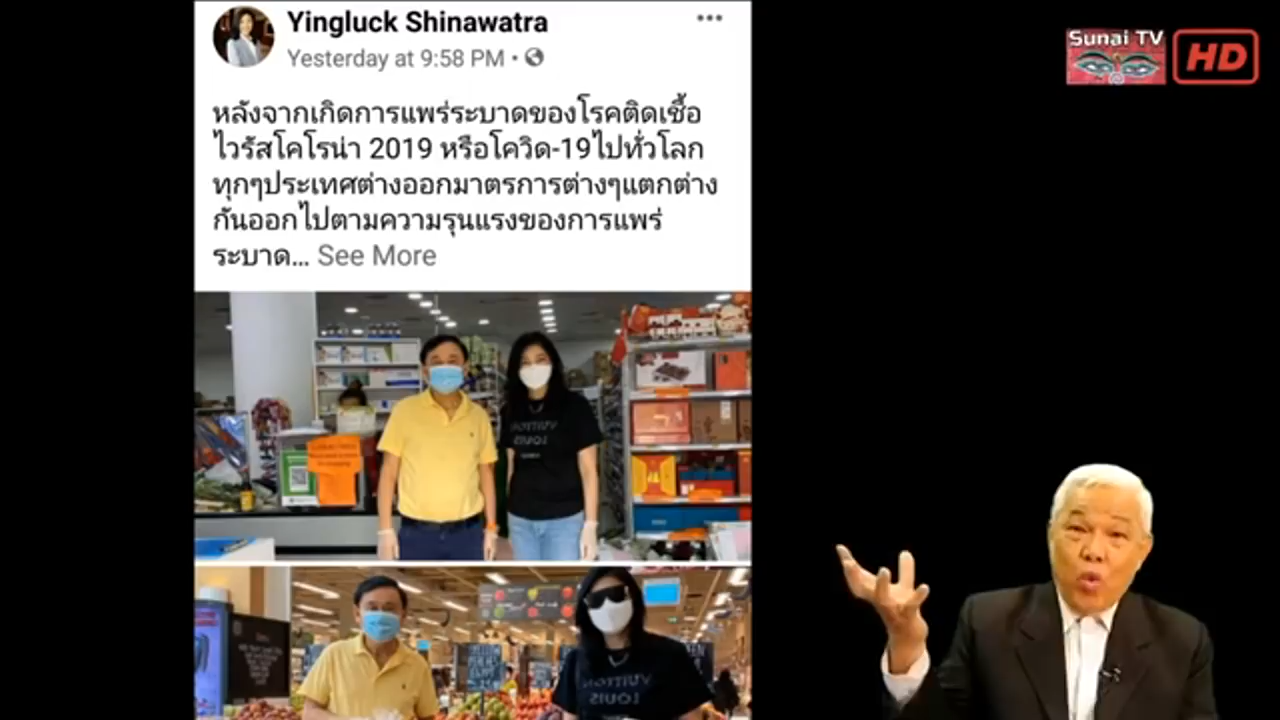 Yingluck Shinawatra
Yesterday at 9:58 PM
หลังจากเกิดการแพร่ระบาดของโรคติดเชื้อ
ไวรัสโคโรน่า 2019 หรือโควิด-19ไปทั่วโลก
ทุกๆประเทศต่างออกมาตรการต่างๆแตกต่าง
กันออกไปตามความรุนแรงของการแพร่
ระบาด... See More
Sunai TV
HD
VUITTON
LOUIS
VUITTON
LOUIS